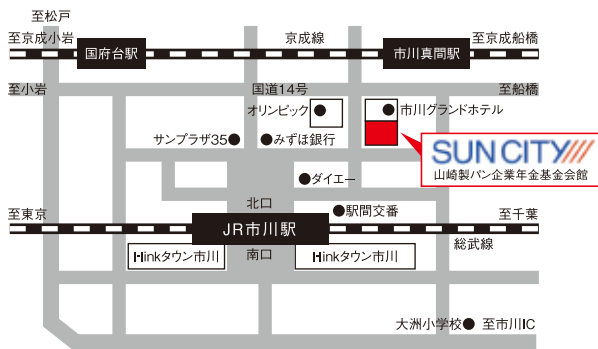 至松戸
至京成小岩
国府台駅
京成線
市川真間駅
至京成船橋
至小岩
国道14号
至船橋
オリンピック
市川グランドホテル
サンプラザ35
みずほ銀行
SUN CITY
山崎製パン企業年金基金会館
ダイエー
北口
至東京
駅間交番
至千葉
JR市川駅
総武線
南口
Hinkタウン市川
Hinkタウン市川
大洲小学校
至市川IC